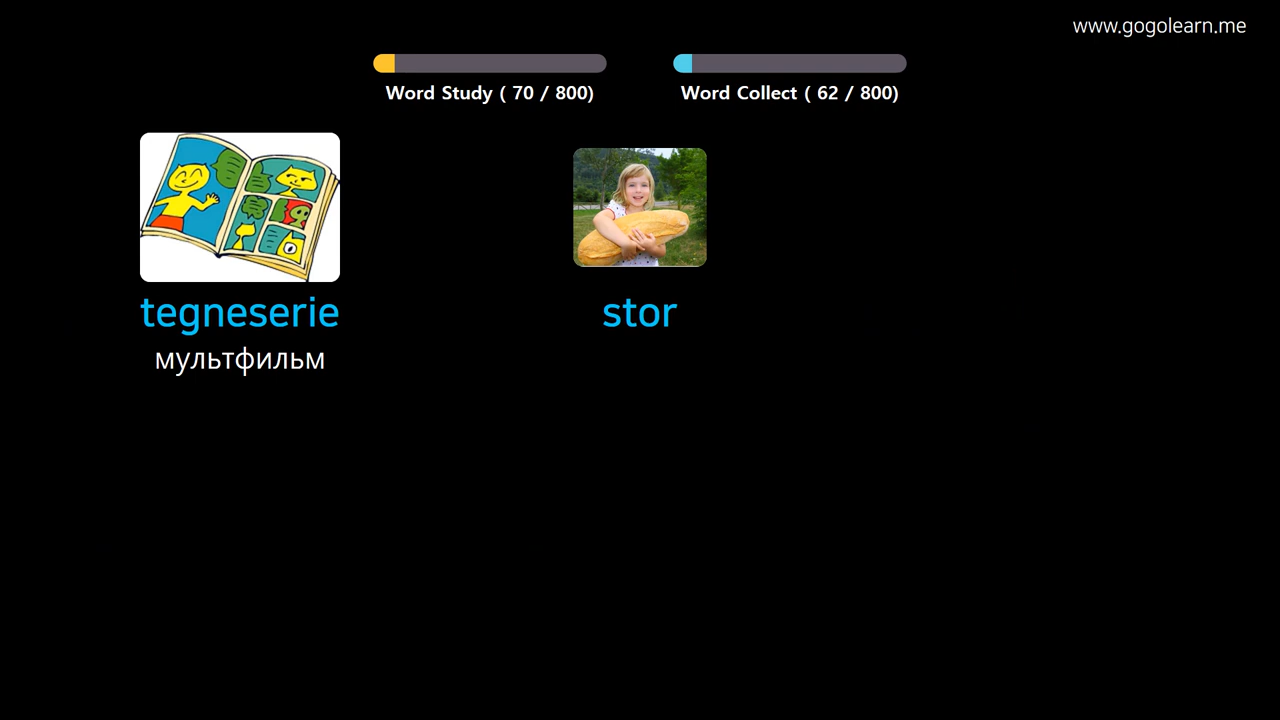 www.gogolearn.me
Word Study ( 70 / 800)
Word Collect ( 62 / 800)
tegneserie
stor
мультфильм